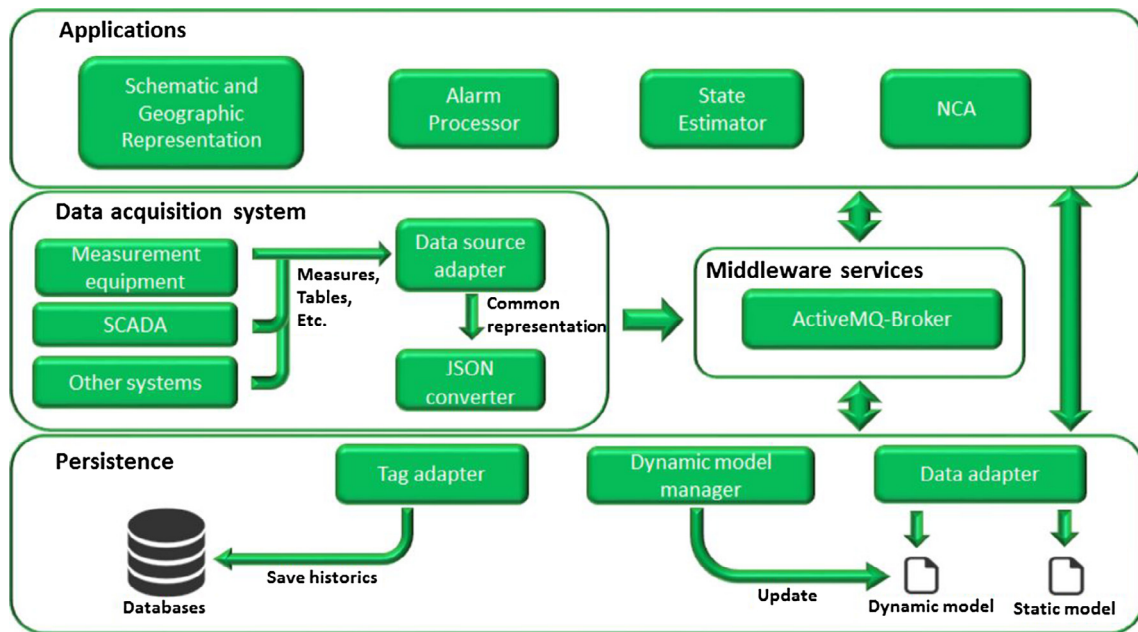 Applications
Schematic and
Geographic
Representation
Alarm
Processor
State
Estimator
NCA
Data acquisition system
Measurement
equipment
SCADA
Other systems
Measures,
Tables,
Etc.
Data source
adapter
Common
representation
JSON
converter
Middleware services
ActiveMQ-Broker
Persistence
Tag adapter
Dynamic model
manager
Data adapter
Save historics
Databases
Update
Dynamic model
Static model